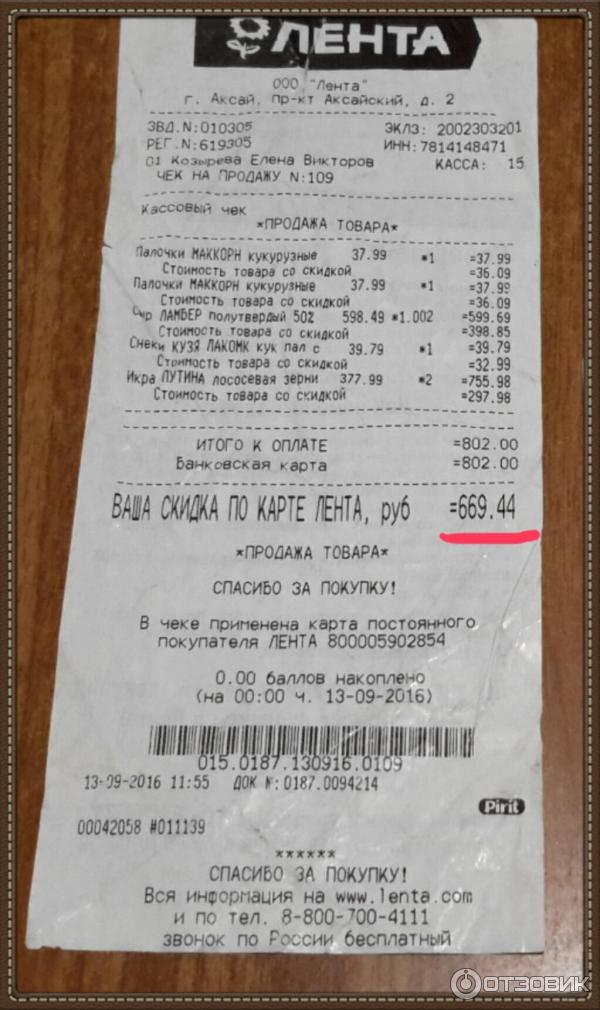 ЛЕНТА
ООО "Лента"
г. Аксай, пр-кт Аксайский, д. 2
ЗВД.N:010305 ЭКЛЗ: 2002303201
РЕГ.N:619305 ИНН:7814148471
01 Козырева Елена Викторов КАССА: 15
ЧЕК НА ПРОДАЖУ N:109
Кассовый чек
*ПРОДАЖА ТОВАРА*
Палочки МАККОРН кукурузные 37.99 *1 =37.99
Стоимость товара со скидкой =36.09
Палочки МАККОРН кукурузные 37.99 *1 =37.99
Стоимость товара со скидкой =36.09
Сыр ЛАМБЕР полутвердый 50% 598.49 *1.002 =599.69
Стоимость товара со скидкой =398.85
Снеки КУЗЯ ЛАКОМК кук пал с 39.79 *1 =39.79
Стоимость товара со скидкой =32.99
Икра ПУТИНА лососевая зерни 377.99 *2 =755.98
Стоимость товара со скидкой =297.98
ИТОГО К ОПЛАТЕ =802.00
Банковская карта =802.00
ВАША СКИДКА ПО КАРТЕ ЛЕНТА, руб =669.44
*ПРОДАЖА ТОВАРА*
СПАСИБО ЗА ПОКУПКУ!
В чеке применена карта постоянного
покупателя ЛЕНТА 800005902854
0.00 баллов накоплено
(на 00:00 ч. 13-09-2016)
015.0187.130916.0109
13-09-2016 11:55 ДОК N:0187.0094214
Pirit
00042058 #011139
******
СПАСИБО ЗА ПОКУПКУ!
Вся информация на www.lenta.com
и по тел. 8-800-700-4111
звонок по России бесплатный
ОТЗОВИК